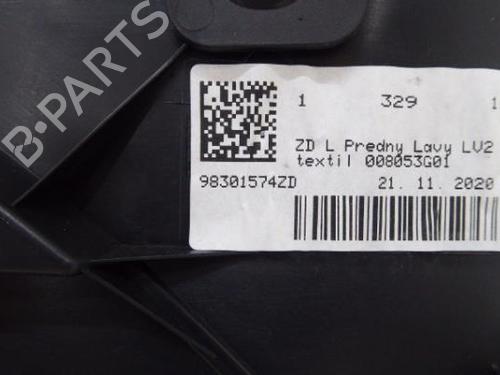 B-PARTS
1 329 1
ZD L Predny Lavy LV2
textil 008053G01
98301574ZD 21. 11. 2020